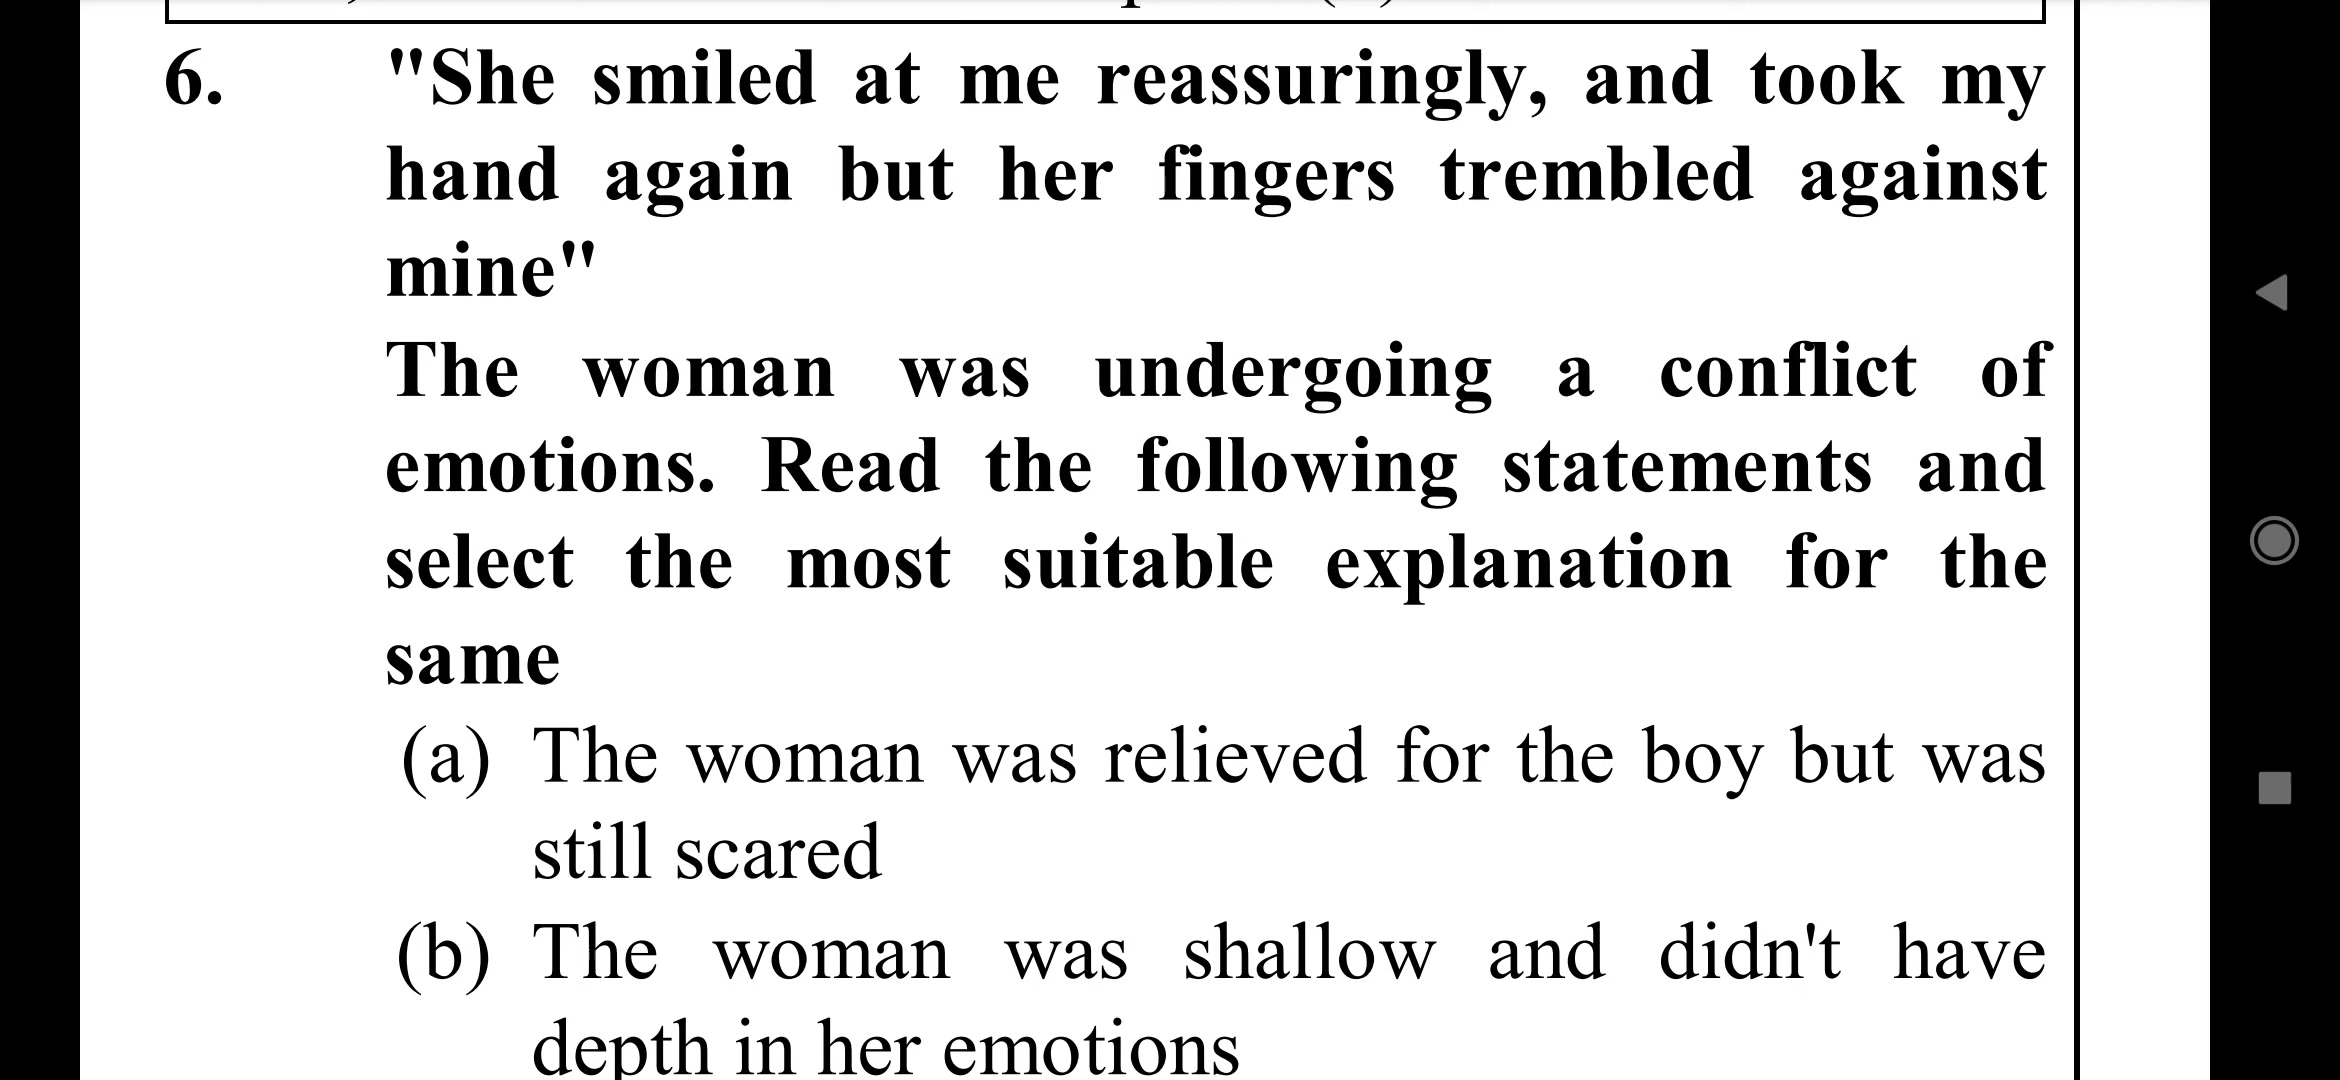 6. "She smiled at me reassuringly, and took my
hand again but her fingers trembled against
mine"
The woman was undergoing a conflict of
emotions. Read the following statements and
select the most suitable explanation for the
same
(a) The woman was relieved for the boy but was
still scared
(b) The woman was shallow and didn't have
depth in her emotions